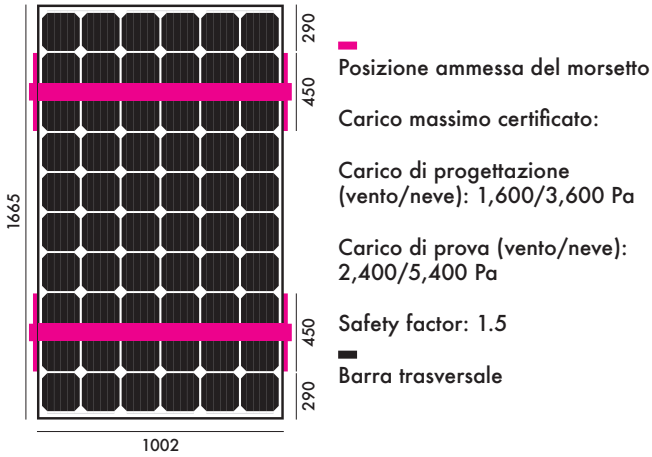 290
450
1665
450
290
1002
Posizione ammessa del morsetto
Carico massimo certificato:
Carico di progettazione
(vento/neve): 1,600/3,600 Pa
Carico di prova (vento/neve):
2,400/5,400 Pa
Safety factor: 1.5
Barra trasversale